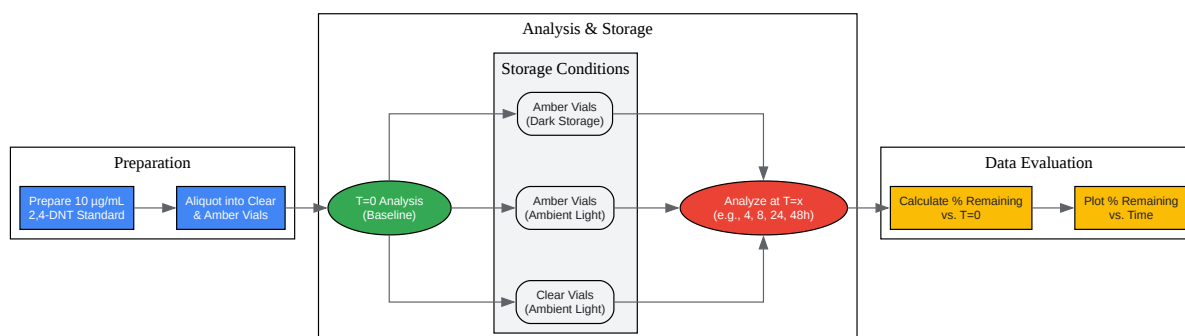 Analysis & Storage
Storage Conditions
Amber Vials
(Dark Storage)
Preparation
Data Evaluation
Prepare 10 µg/mL
2,4-DNT Standard
Aliquot into Clear
& Amber Vials
T=0 Analysis
(Baseline)
Amber Vials
(Ambient Light)
Analyze at T=x
(e.g., 4, 8, 24, 48h)
Calculate % Remaining
vs. T=0
Plot % Remaining
vs. Time
Clear Vials
(Ambient Light)